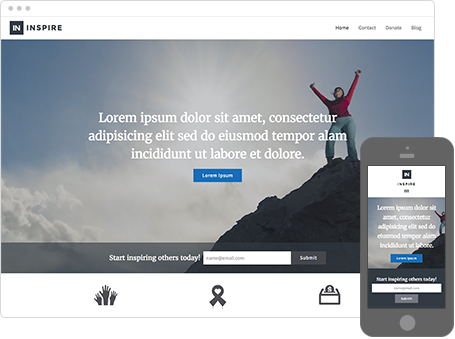 IN INSPIRE
Home Contact Donate Blog
Lorem ipsum dolor sit amet, consectetur
adipisicing elit sed do eiusmod tempor alam
incididunt ut labore et dolore.
Lorem Ipsum
Start inspiring others today! name@email.com Submit
IN
INSPIRE
Lorem ipsum dolor sit
amet, consectetur
adipisicing elit sed do
eiusmod tempor alam
incididunt ut labore et
dolore.
Lorem Ipsum
Start inspiring others today!
name@email.com
Submit